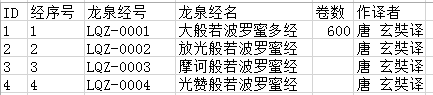 ID 经序号 龙泉经号 龙泉经名 卷数 作译者
1 1 LQZ-0001 大般若波罗蜜多经 600 唐 玄奘译
2 2 LQZ-0002 放光般若波罗蜜经 唐 玄奘译
3 3 LQZ-0003 摩诃般若波罗蜜经 唐 玄奘译
4 4 LQZ-0004 光赞般若波罗蜜经 唐 玄奘译